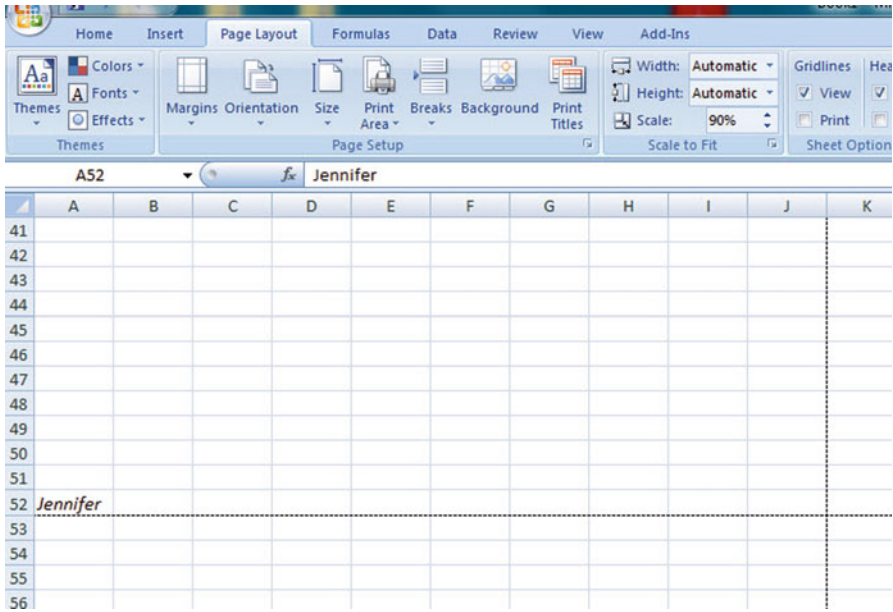 Home Insert Page Layout Formulas Data Review View Add-Ins
Aa Colors Width: Automatic Gridlines
A Fonts Height: Automatic View
Themes Effects Margins Orientation Size Print Area Breaks Background Print Titles Scale: 90% Print
Themes Page Setup Scale to Fit Sheet Option
A52 fx Jennifer
A B C D E F G H I J K
41
42
43
44
45
46
47
48
49
50
51
52 Jennifer
53
54
55
56